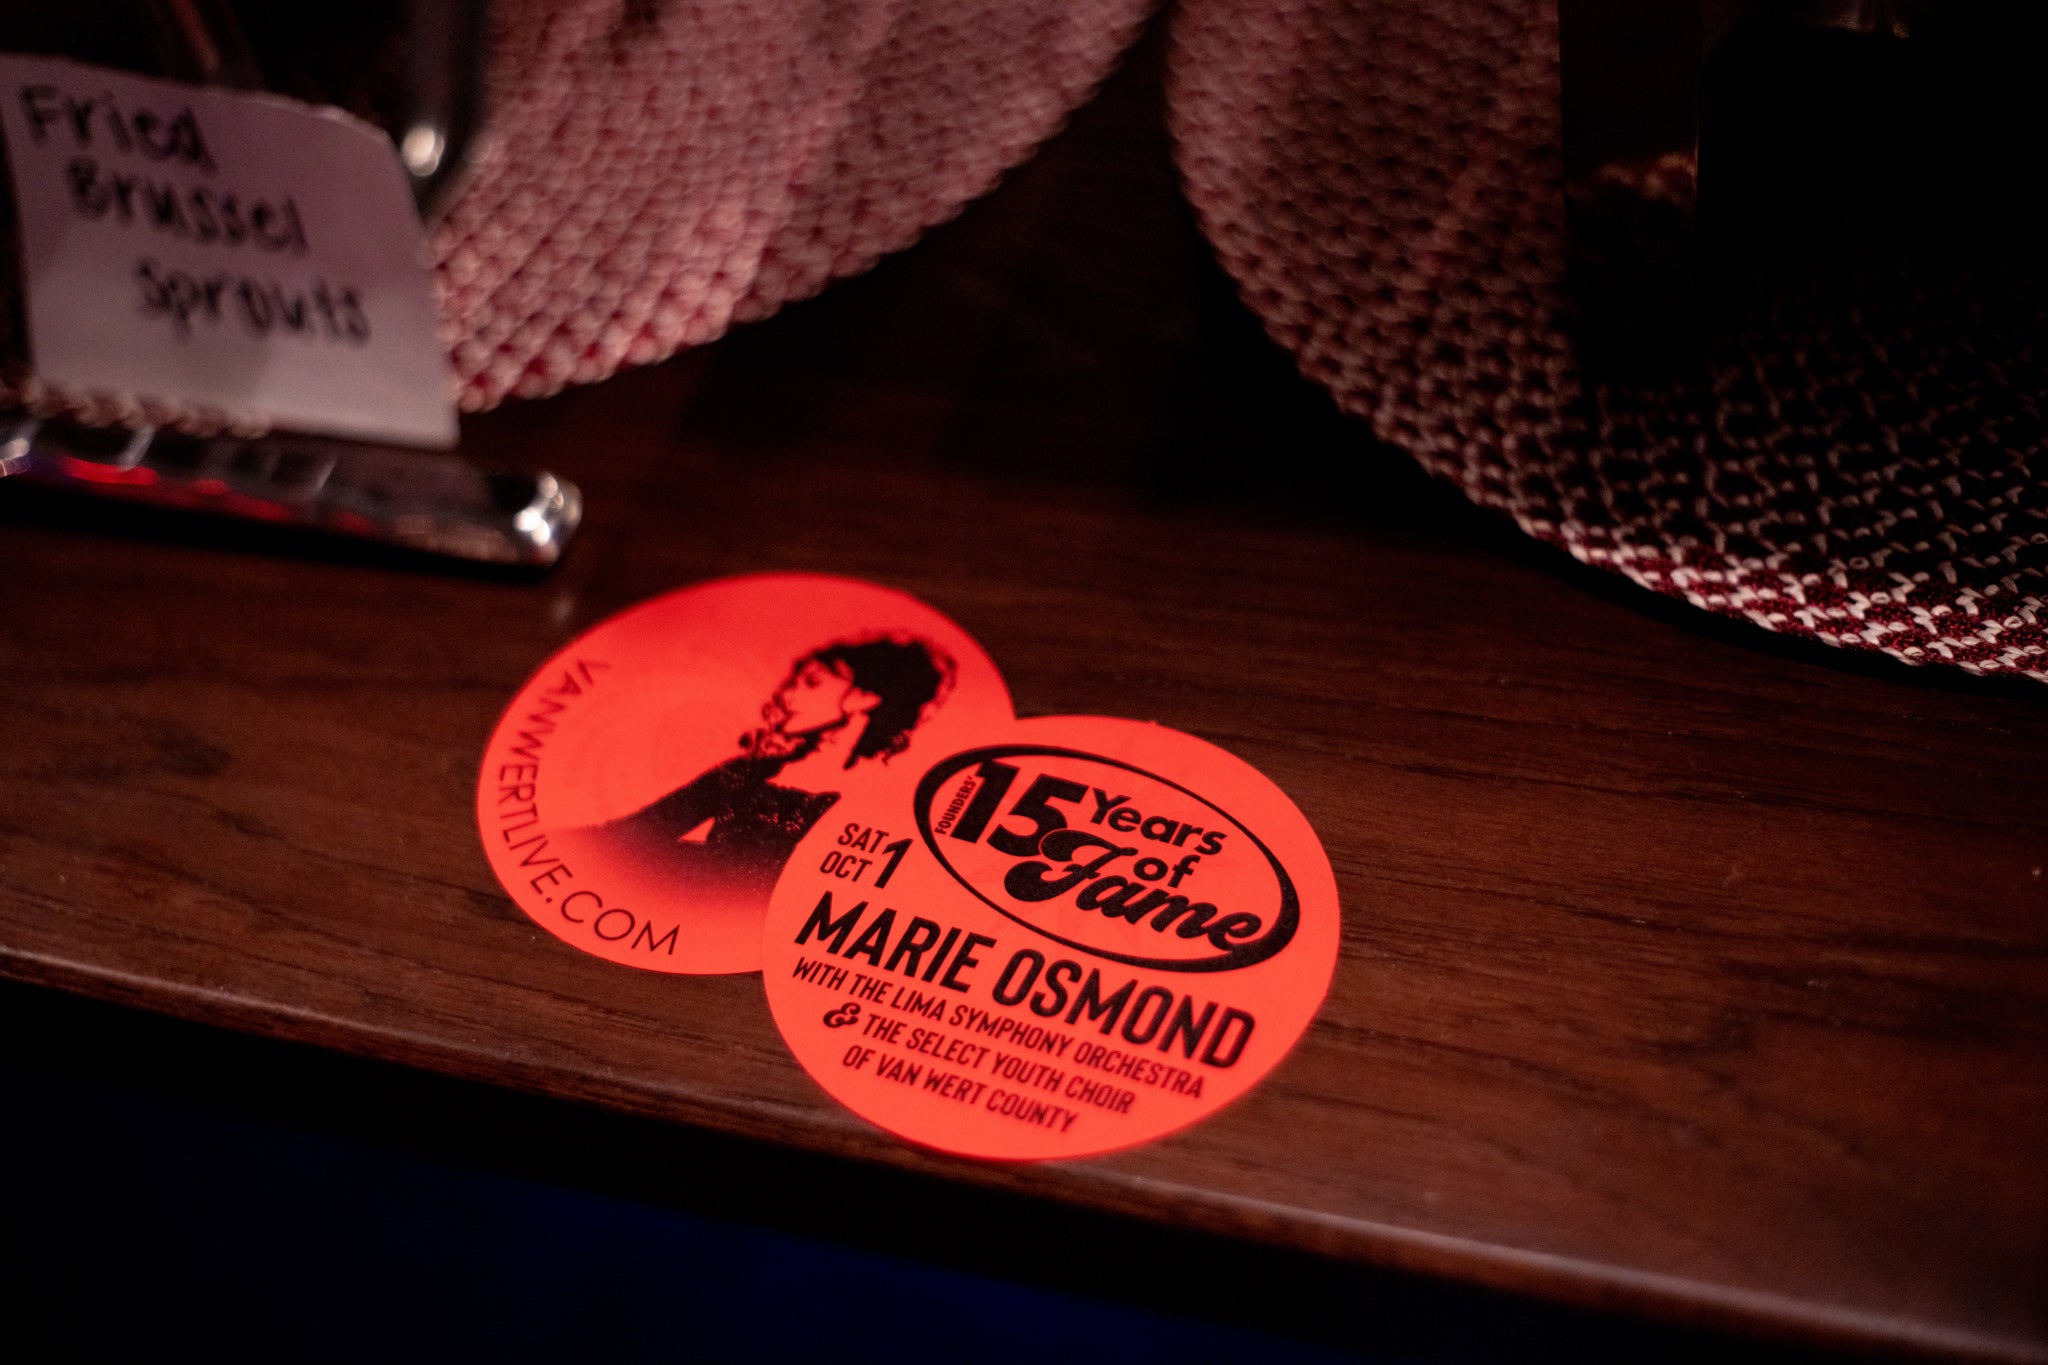 Fried
Brussel
Sprouts
VANWERTLIVE.COM
FOUNDERS'
15 Years
of
Fame
SAT
OCT 1
MARIE OSMOND
WITH THE LIMA SYMPHONY ORCHESTRA
& THE SELECT YOUTH CHOIR
OF VAN WERT COUNTY